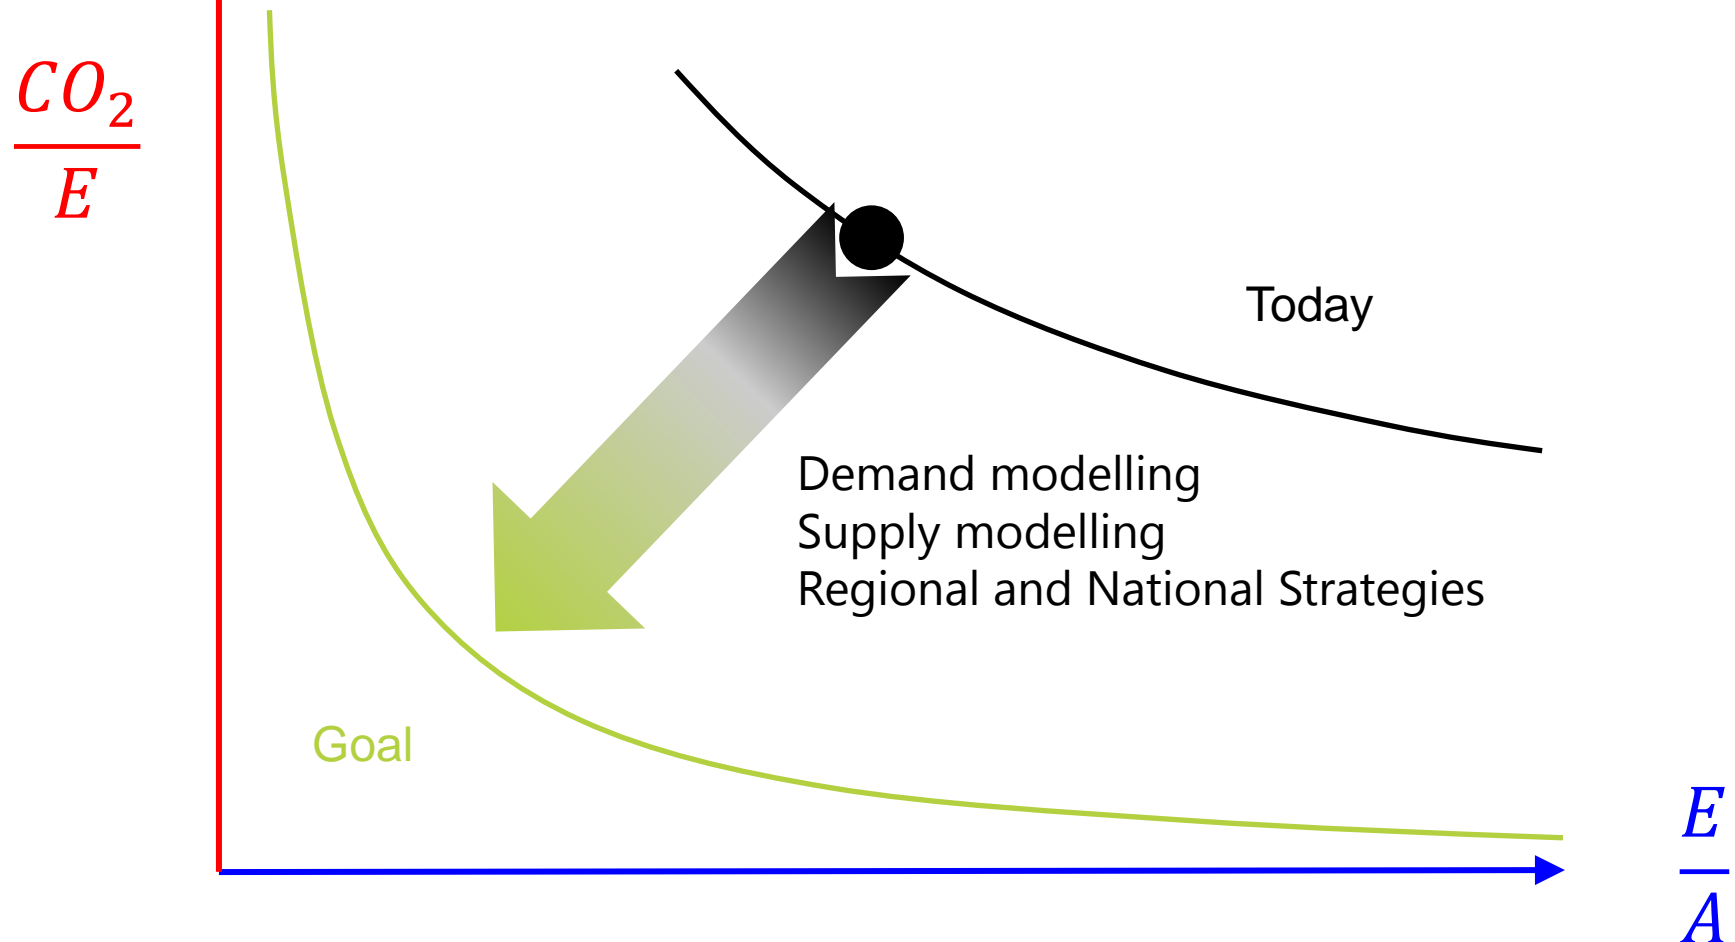 CO₂
E
Today
Demand modelling
Supply modelling
Regional and National Strategies
Goal
E
A